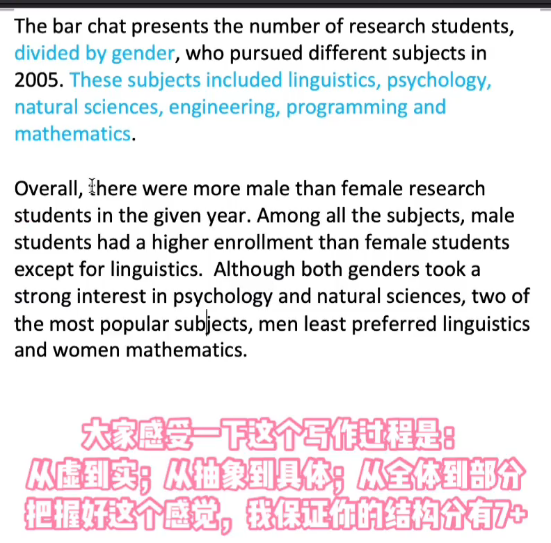 The bar chat presents the number of research students,
divided by gender, who pursued different subjects in
2005. These subjects included linguistics, psychology,
natural sciences, engineering, programming and
mathematics.
Overall, there were more male than female research
students in the given year. Among all the subjects, male
students had a higher enrollment than female students
except for linguistics.  Although both genders took a
strong interest in psychology and natural sciences, two of
the most popular subjects, men least preferred linguistics
and women mathematics.
大家感受一下这个写作过程是：
从虚到实；从抽象到具体；从全体到部分
把握好这个感觉，我保证你的结构分有7+